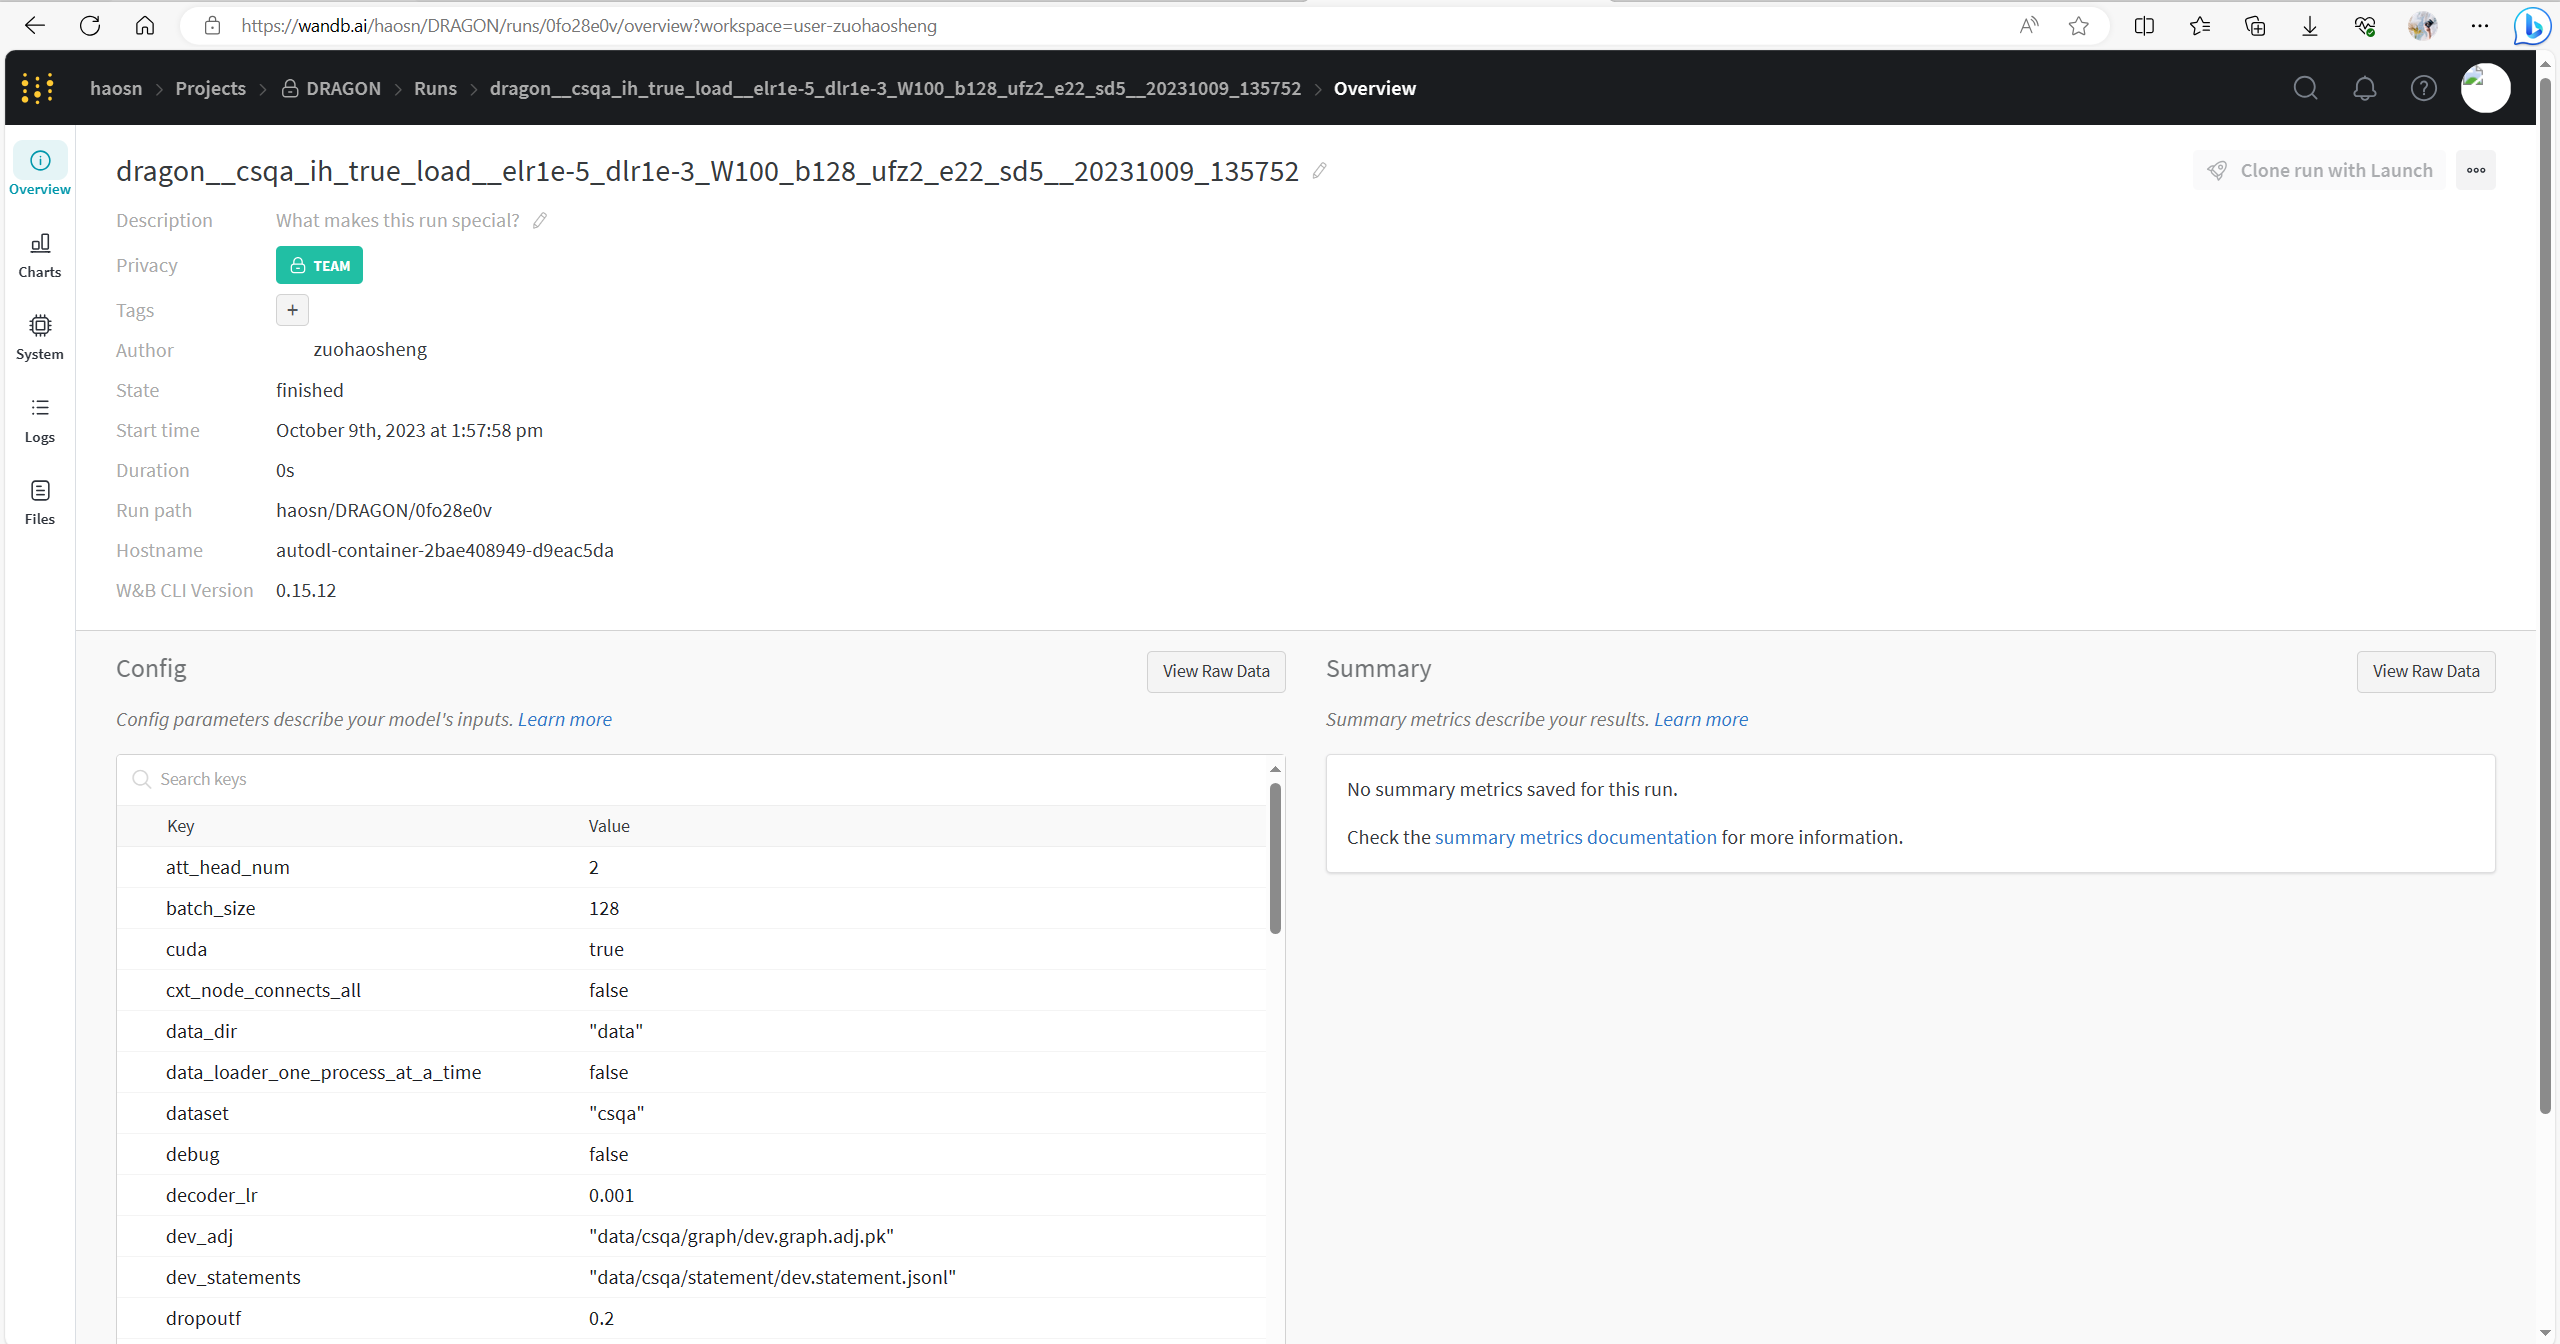 https://wandb.ai/haosn/DRAGON/runs/0fo28e0v/overview?workspace=user-zuohaosheng
haosn > Projects > DRAGON > Runs > dragon__csqa_ih_true_load__elr1e-5_dlr1e-3_W100_b128_ufz2_e22_sd5__20231009_135752 > Overview
dragon__csqa_ih_true_load__elr1e-5_dlr1e-3_W100_b128_ufz2_e22_sd5__20231009_135752
Clone run with Launch
Overview
Charts
System
Logs
Files
Description What makes this run special?
Privacy TEAM
Tags +
Author zuohaosheng
State finished
Start time October 9th, 2023 at 1:57:58 pm
Duration 0s
Run path haosn/DRAGON/0fo28e0v
Hostname autodl-container-2bae408949-d9eac5da
W&B CLI Version 0.15.12
Config
View Raw Data
Config parameters describe your model's inputs. Learn more
Search keys
Key Value
att_head_num 2
batch_size 128
cuda true
cxt_node_connects_all false
data_dir "data"
data_loader_one_process_at_a_time false
dataset "csqa"
debug false
decoder_lr 0.001
dev_adj "data/csqa/graph/dev.graph.adj.pk"
dev_statements "data/csqa/statement/dev.statement.jsonl"
dropoutf 0.2
Summary
View Raw Data
Summary metrics describe your results. Learn more
No summary metrics saved for this run.
Check the summary metrics documentation for more information.